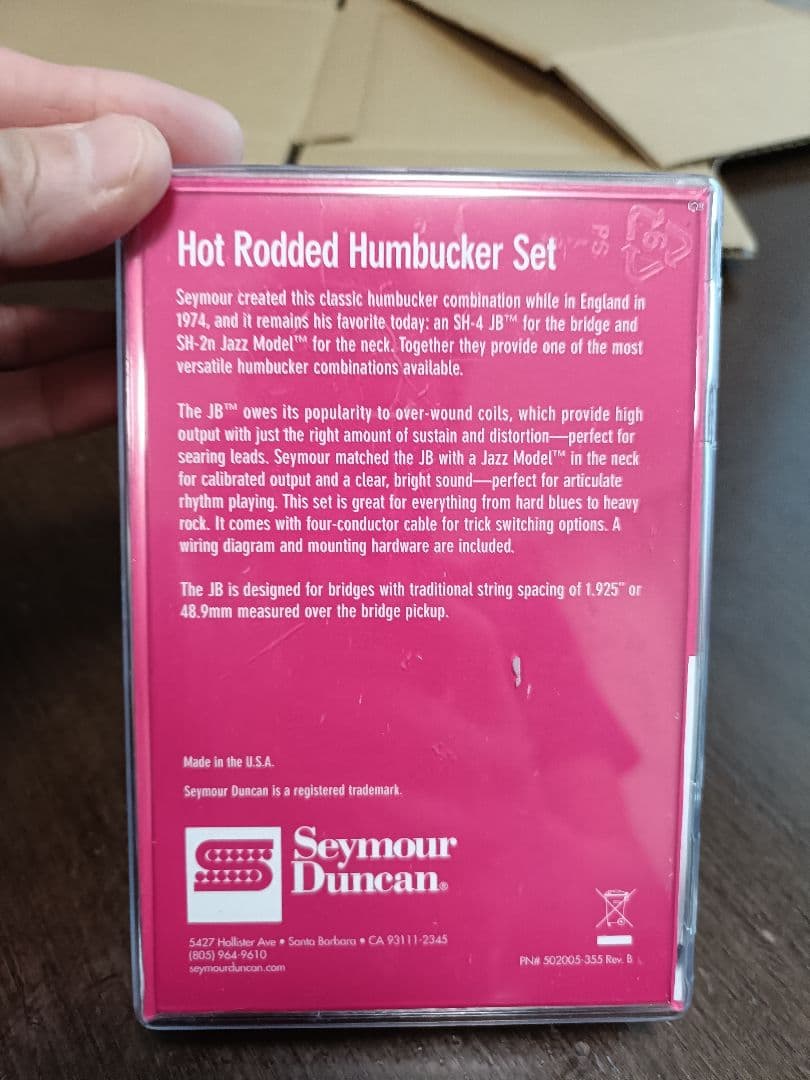 Hot Rodded Humbucker Set
PS
Seymour created this classic humbucker combination while in England in
1974, and it remains his favorite today: an SH-4 JB™ for the bridge and
SH-2n Jazz Model™ for the neck. Together they provide one of the most
versatile humbucker combinations available.
The JB™ owes its popularity to over-wound coils, which provide high
output with just the right amount of sustain and distortion—perfect for
searing leads. Seymour matched the JB with a Jazz Model™ in the neck
for calibrated output and a clear, bright sound—perfect for articulate
rhythm playing. This set is great for everything from hard blues to heavy
rock. It comes with four-conductor cable for trick switching options. A
wiring diagram and mounting hardware are included.
The JB is designed for bridges with traditional string spacing of 1.925" or
48.9mm measured over the bridge pickup.
Made in the U.S.A.
Seymour Duncan is a registered trademark.
Seymour
Duncan®
5427 Hollister Ave • Santa Barbara • CA 93111-2345
(805) 964-9610
seymourduncan.com
PN# 502005-355 Rev. B